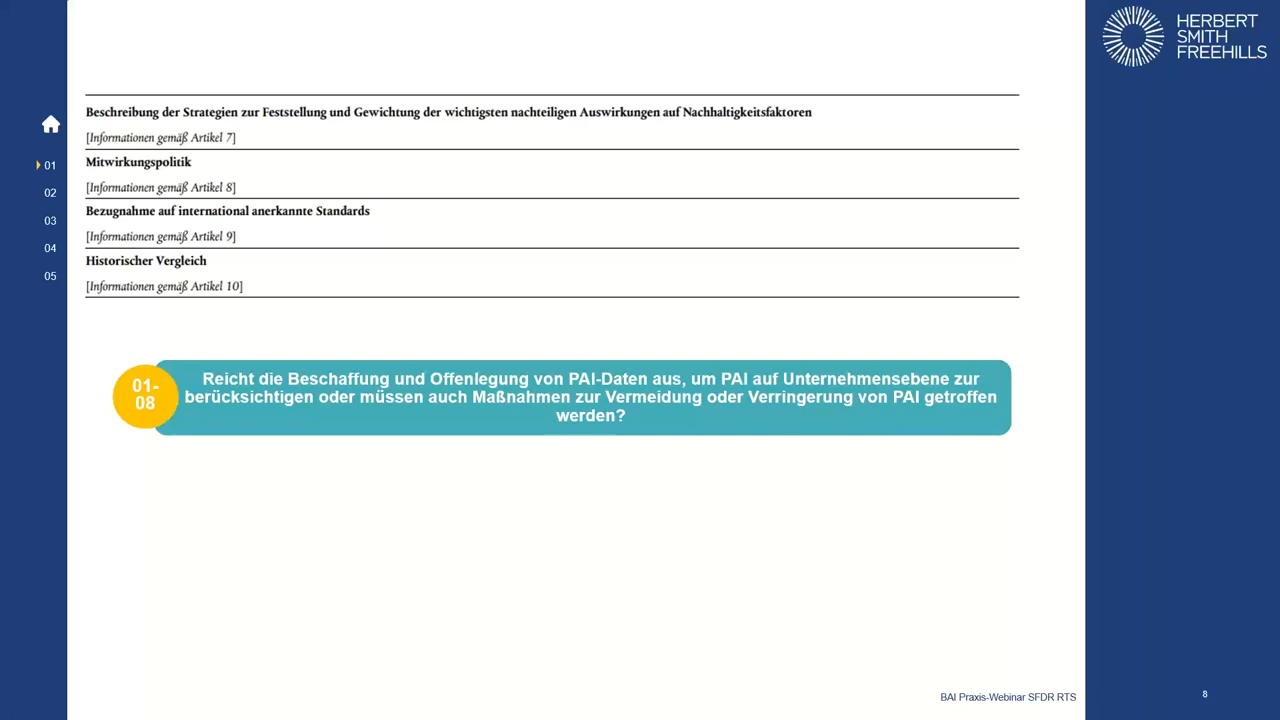 HERBERT
SMITH
FREEHILLS
Beschreibung der Strategien zur Feststellung und Gewichtung der wichtigsten nachteiligen Auswirkungen auf Nachhaltigkeitsfaktoren
[Informationen gemäß Artikel 7]
Mitwirkungspolitik
[Informationen gemäß Artikel 8]
Bezugnahme auf international anerkannte Standards
[Informationen gemäß Artikel 9]
Historischer Vergleich
[Informationen gemäß Artikel 10]
01
02
03
04
05
01-
08
Reicht die Beschaffung und Offenlegung von PAI-Daten aus, um PAI auf Unternehmensebene zur
berücksichtigen oder müssen auch Maßnahmen zur Vermeidung oder Verringerung von PAI getroffen
werden?
BAI Praxis-Webinar SFDR RTS
8